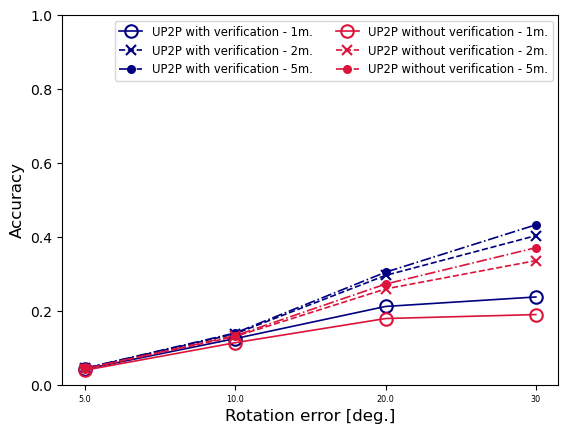 1.0
0.8
0.6
0.4
0.2
0.0
Accuracy
UP2P with verification - 1m.
UP2P with verification - 2m.
UP2P with verification - 5m.
UP2P without verification - 1m.
UP2P without verification - 2m.
UP2P without verification - 5m.
5.0
10.0
20.0
30
Rotation error [deg.]